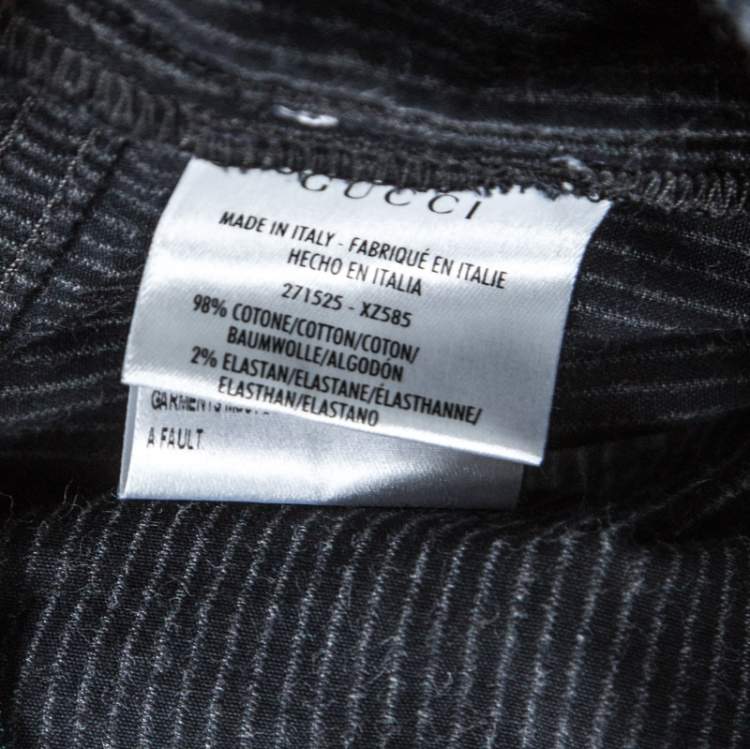 GUCCI
MADE IN ITALY - FABRIQUÉ EN ITALIE
HECHO EN ITALIA
271525 - XZ585
98% COTONE/COTTON/COTON/
BAUMWOLLE/ALGODÓN
2% ELASTAN/ELASTANE/ÉLASTHANNE/
ELASTHAN/ELASTANO
GARMENTS
A FAULT